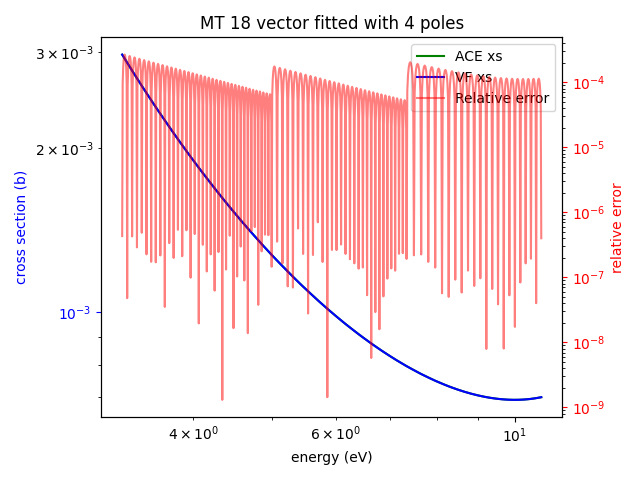 MT 18 vector fitted with 4 poles
ACE xs
VF xs
Relative error
3 × 10⁻³
2 × 10⁻³
10⁻³
cross section (b)
10⁻⁴
10⁻⁵
10⁻⁶
10⁻⁷
10⁻⁸
10⁻⁹
relative error
4 × 10⁰ 6 × 10⁰ 10¹
energy (eV)